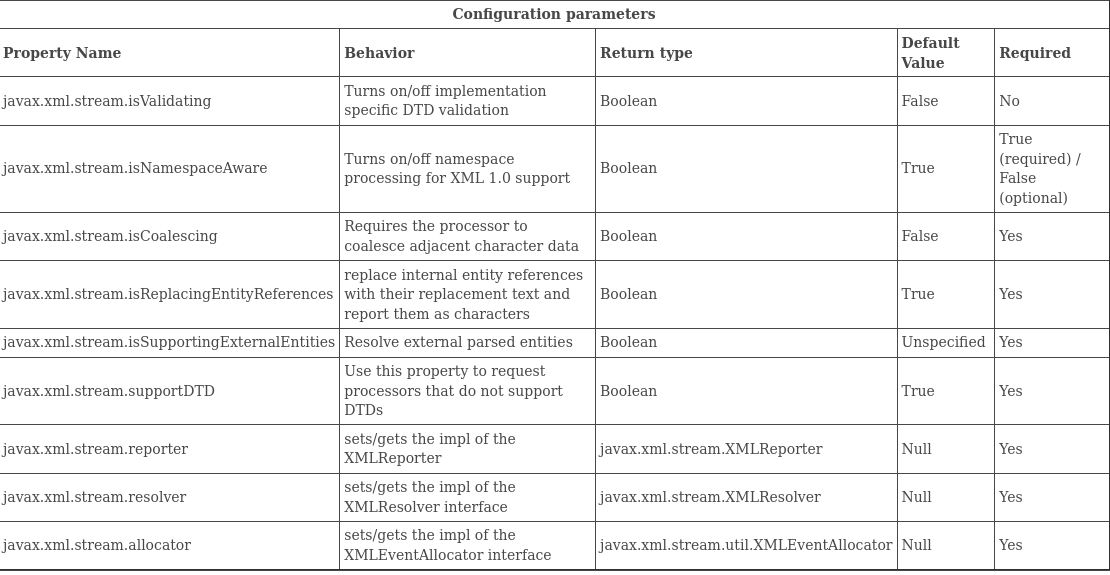 Configuration parameters
Property Name Behavior Return type Default Value Required
javax.xml.stream.isValidating Turns on/off implementation specific DTD validation Boolean False No
javax.xml.stream.isNamespaceAware Turns on/off namespace processing for XML 1.0 support Boolean True True (required) / False (optional)
javax.xml.stream.isCoalescing Requires the processor to coalesce adjacent character data Boolean False Yes
javax.xml.stream.isReplacingEntityReferences replace internal entity references with their replacement text and report them as characters Boolean True Yes
javax.xml.stream.isSupportingExternalEntities Resolve external parsed entities Boolean Unspecified Yes
javax.xml.stream.supportDTD Use this property to request processors that do not support DTDs Boolean True Yes
javax.xml.stream.reporter sets/gets the impl of the XMLReporter javax.xml.stream.XMLReporter Null Yes
javax.xml.stream.resolver sets/gets the impl of the XMLResolver interface javax.xml.stream.XMLResolver Null Yes
javax.xml.stream.allocator sets/gets the impl of the XMLEventAllocator interface javax.xml.stream.util.XMLEventAllocator Null Yes